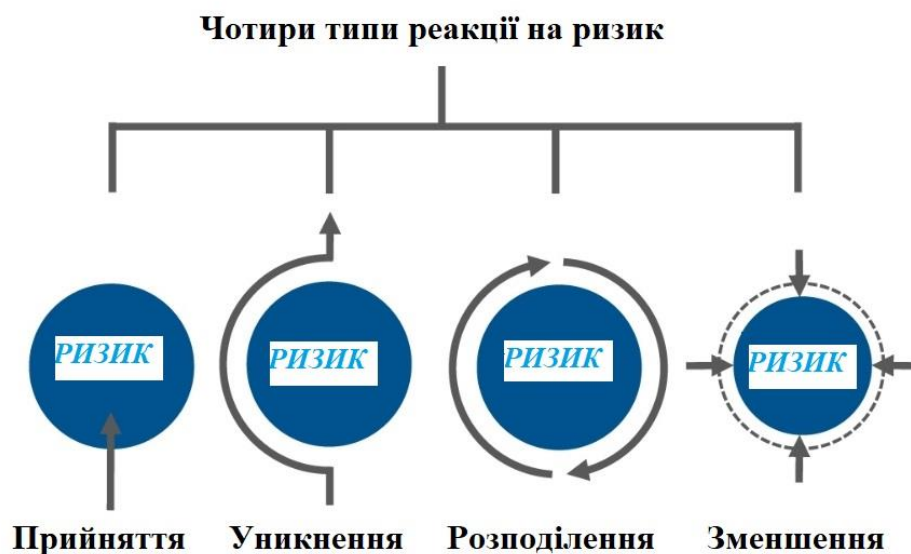 Чотири типи реакції на ризик
РИЗИК
РИЗИК
РИЗИК
РИЗИК
Прийняття Уникнення Розподілення Зменшення